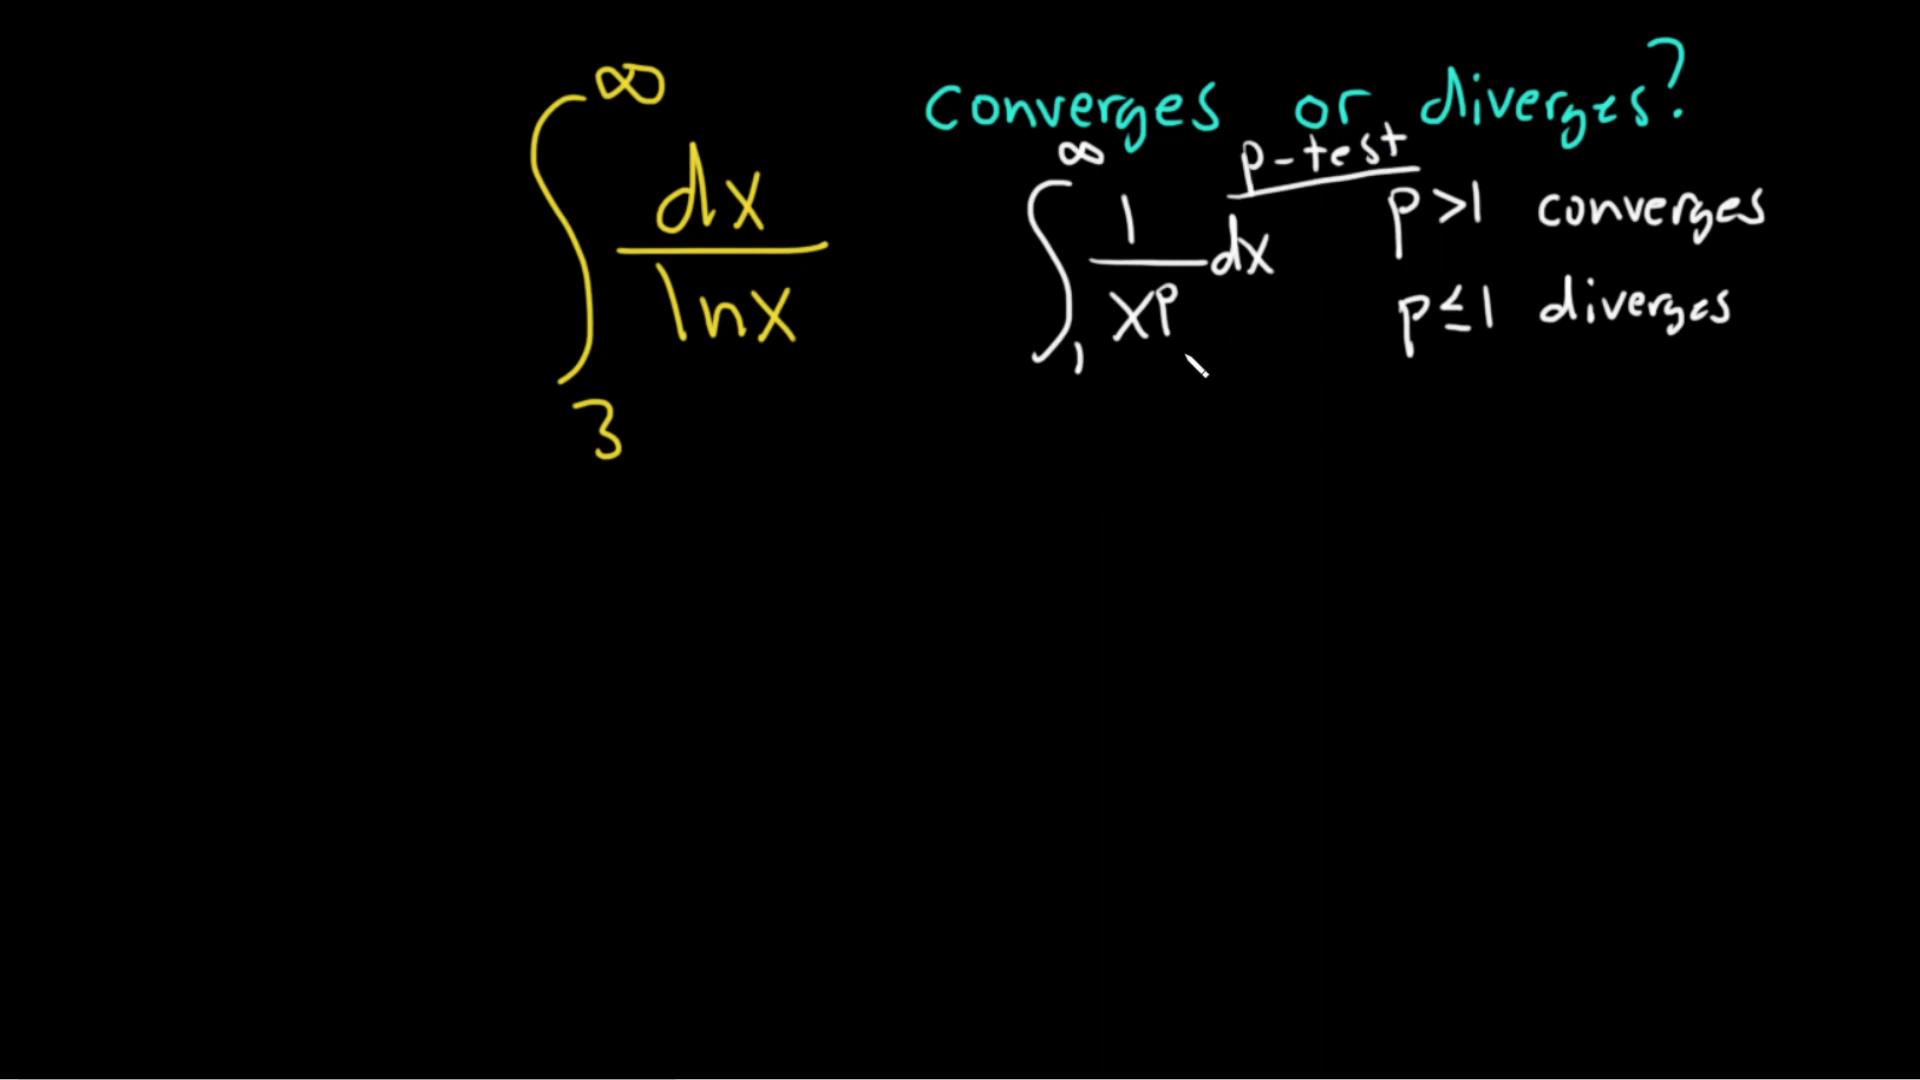 ∫₃^∞ dx/lnx
Converges or diverges?
p-test
∫₁^∞ 1/x^p dx
p>1 converges
p≤1 diverges